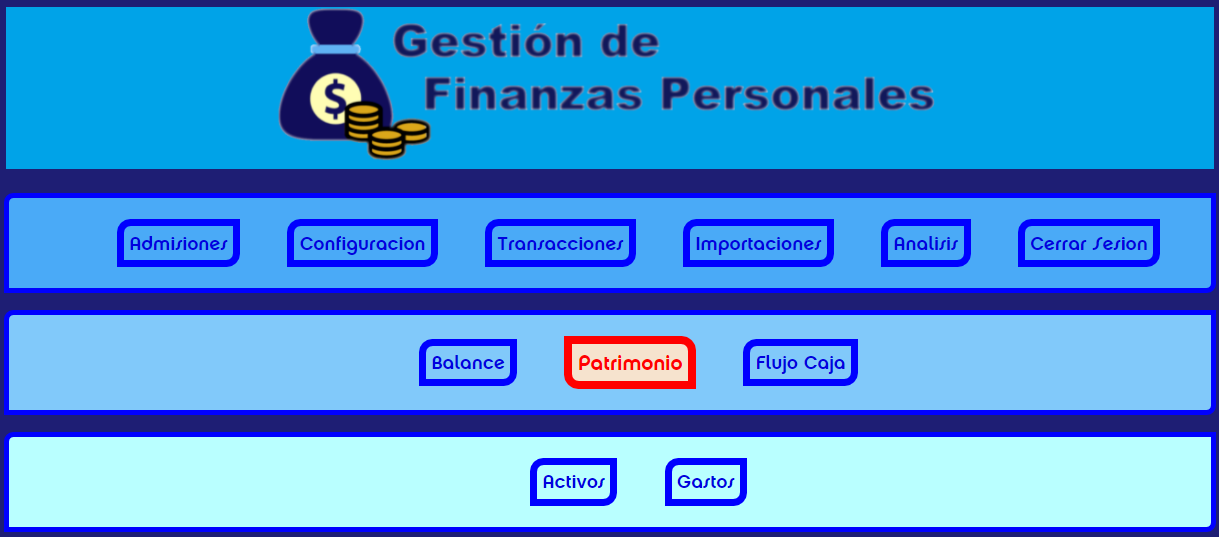 Gestión de
Finanzas Personales
$
Admisiones Configuracion Transacciones Importaciones Analisis Cerrar Sesion
Balance Patrimonio Flujo Caja
Activos Gastos